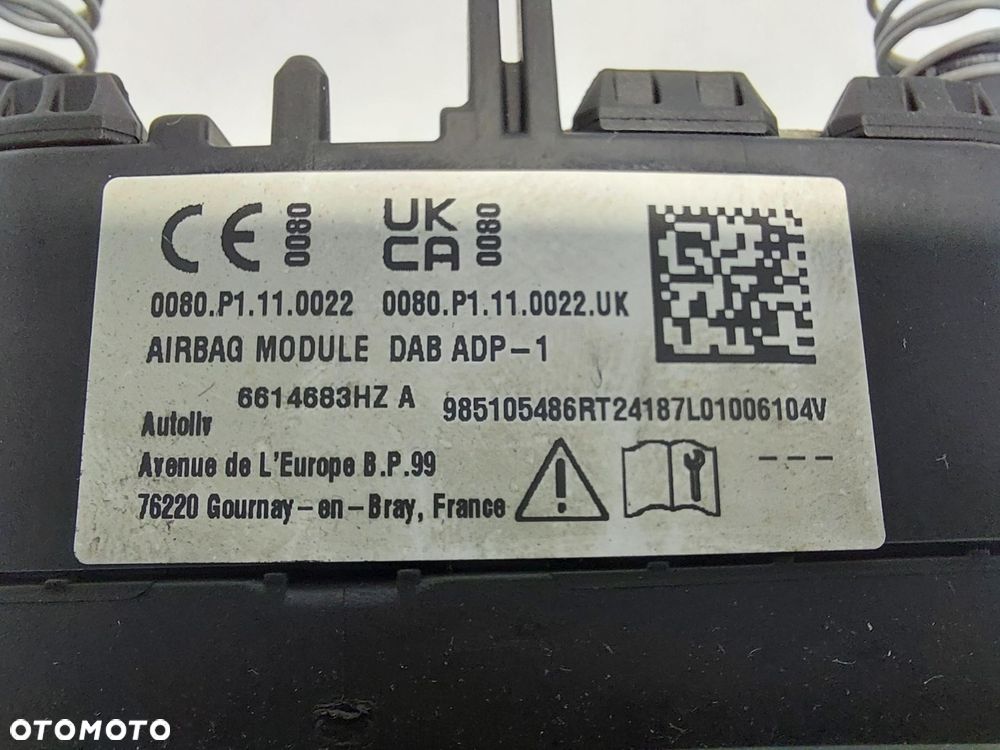 CE 0080 UK CA 0080
0080.P1.11.0022 0080.P1.11.0022.UK
AIRBAG MODULE DAB ADP-1
6614683HZ A
985105486RT24187L01006104V
Autoliv
Avenue de L'Europe B.P.99
---
76220 Gournay-en-Bray, France
OTOMOTO